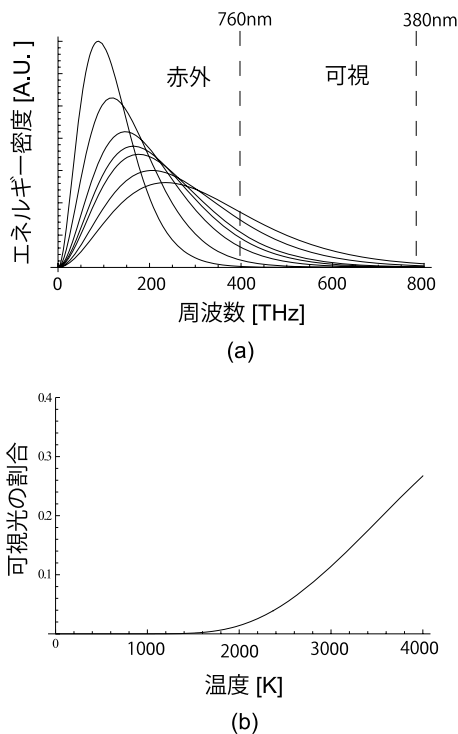 760nm 380nm
赤外 可視
エネルギー密度 [A.U. ]
0 200 400 600 800
周波数 [THz]
(a)
0.4
0.3
0.2
0.1
可視光の割合
0 1000 2000 3000 4000
温度 [K]
(b)